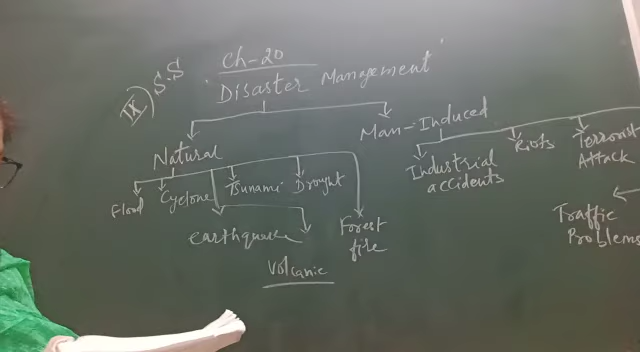 IX) S.S
Ch-20
"Disaster Management"
Man-Induced
Natural
Industrial accidents
Riots
Terrorist Attack
Flood
Cyclone
Tsunami
Drought
earthquake
Volcanic
Forest fire
Traffic Problems